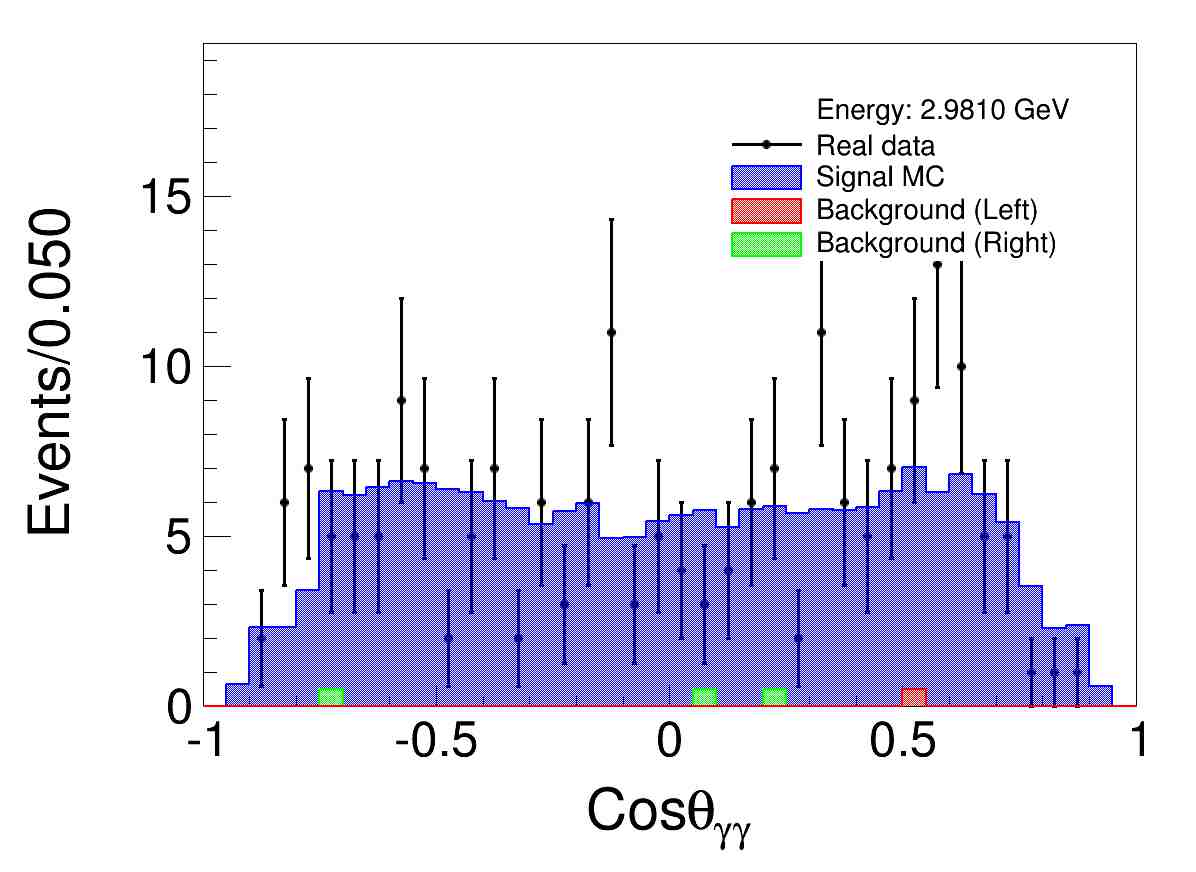 Energy: 2.9810 GeV
Real data
Signal MC
Background (Left)
Background (Right)
Events/0.050
15
10
5
0
-1
-0.5
0
0.5
1
Cosθγγ